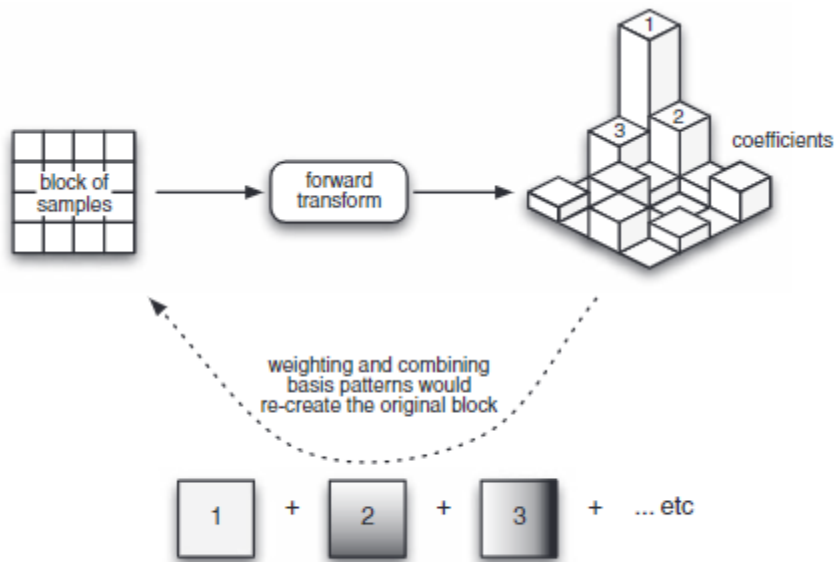 1
2
3
coefficients
block of
samples
forward
transform
weighting and combining
basis patterns would
re-create the original block
1 + 2 + 3 + ... etc